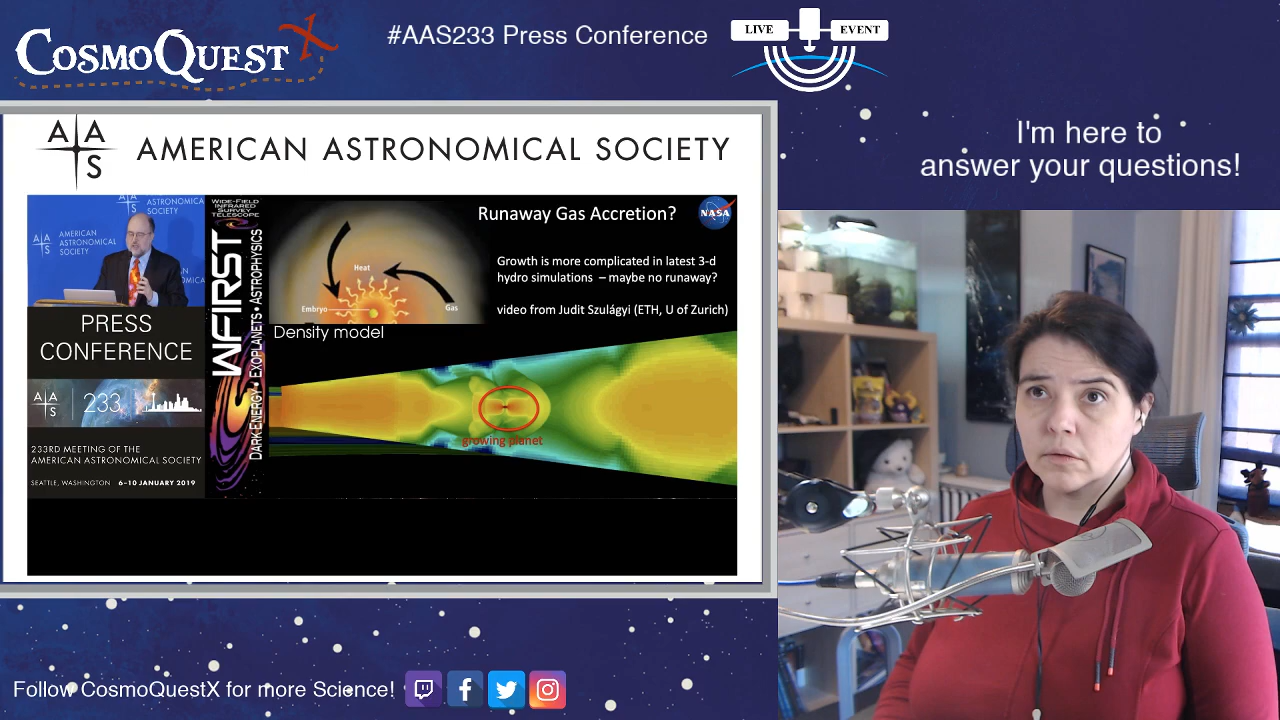 COSMOQUEST X
#AAS233 Press Conference
LIVE EVENT
I'm here to
answer your questions!
AAS
AMERICAN ASTRONOMICAL SOCIETY
AMERICAN
ASTRONOMICAL
SOCIETY
PRESS
CONFERENCE
AAS 233
233RD MEETING OF THE
AMERICAN ASTRONOMICAL SOCIETY
SEATTLE, WASHINGTON 6–10 JANUARY 2019
WIDE-FIELD
INFRARED
SURVEY
TELESCOPE
WFIRST
DARK ENERGY • EXOPLANETS • ASTROPHYSICS
Runaway Gas Accretion?
NASA
Growth is more complicated in latest 3-d
hydro simulations – maybe no runaway?
video from Judit Szulágyi (ETH, U of Zurich)
Heat
Embryo
Gas
Density model
growing planet
Follow CosmoQuestX for more Science!